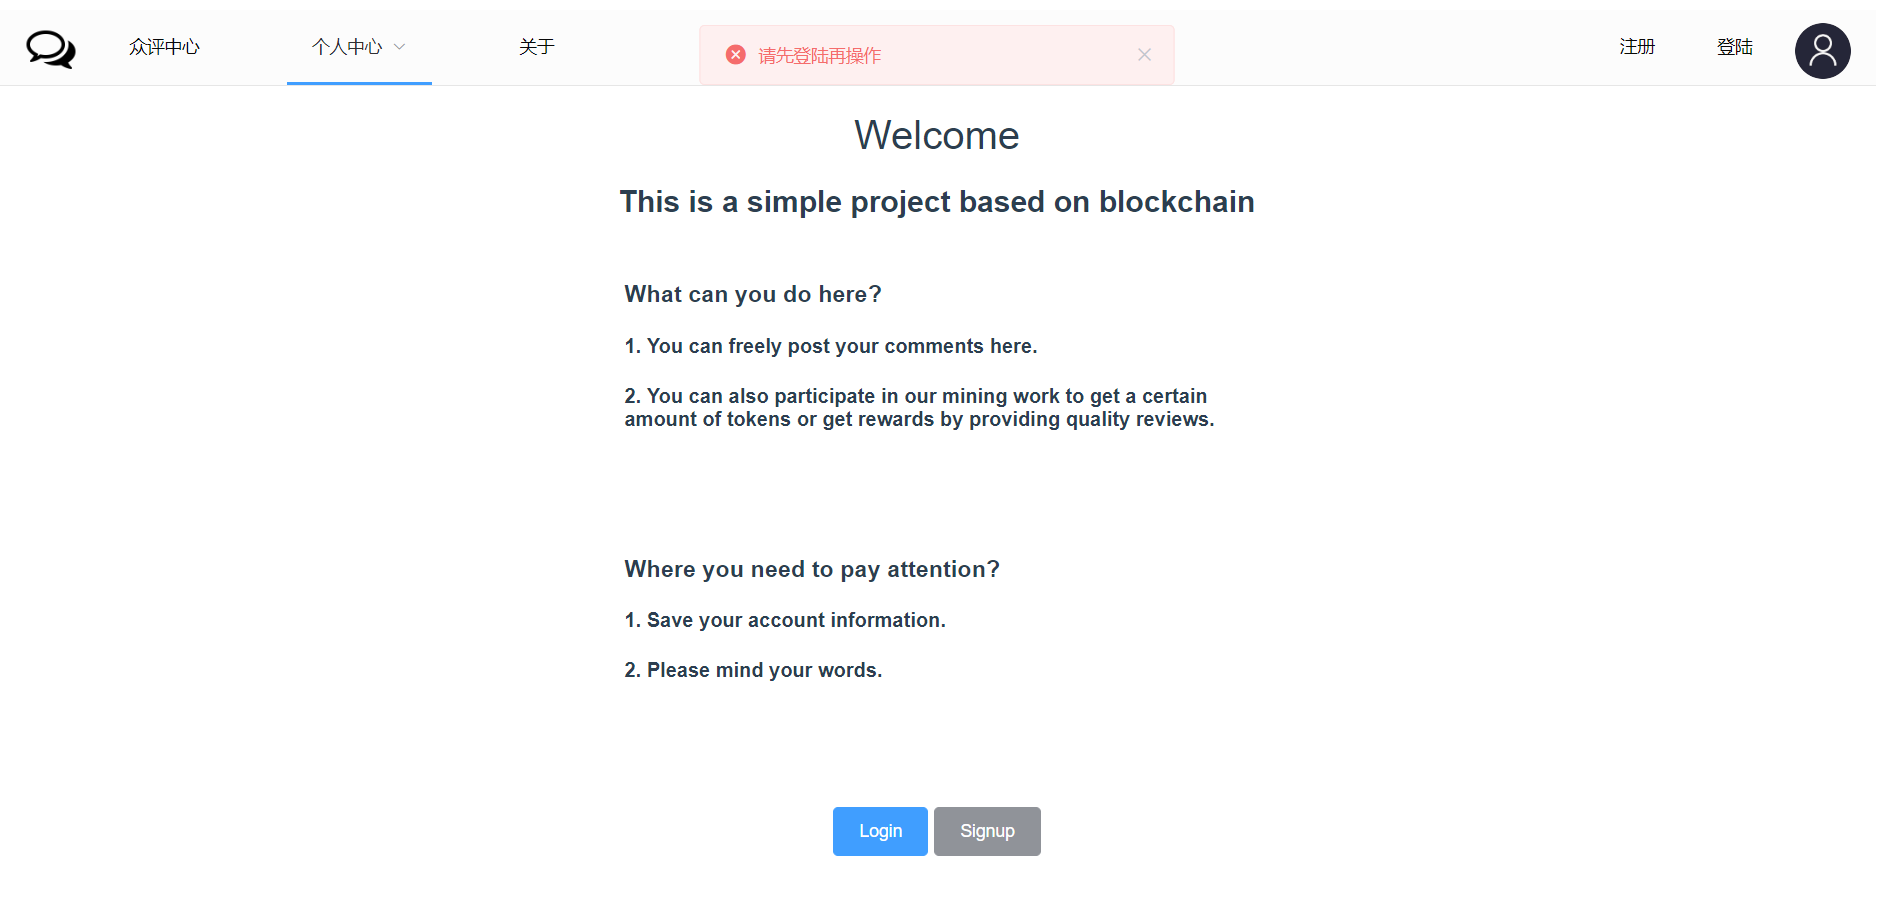 众评中心
个人中心
关于
请先登陆再操作
注册
登陆
Welcome
This is a simple project based on blockchain
What can you do here?
1. You can freely post your comments here.
2. You can also participate in our mining work to get a certain
amount of tokens or get rewards by providing quality reviews.
Where you need to pay attention?
1. Save your account information.
2. Please mind your words.
Login
Signup